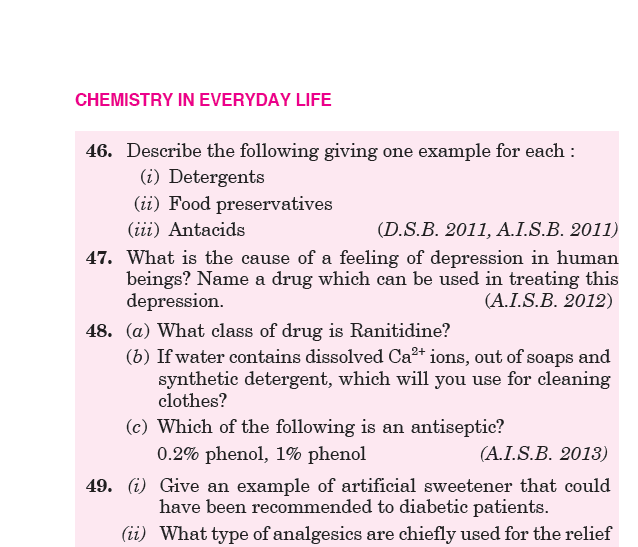 CHEMISTRY IN EVERYDAY LIFE
46. Describe the following giving one example for each :
(i) Detergents
(ii) Food preservatives
(iii) Antacids (D.S.B. 2011, A.I.S.B. 2011)
47. What is the cause of a feeling of depression in human
beings? Name a drug which can be used in treating this
depression. (A.I.S.B. 2012)
48. (a) What class of drug is Ranitidine?
(b) If water contains dissolved Ca²⁺ ions, out of soaps and
synthetic detergent, which will you use for cleaning
clothes?
(c) Which of the following is an antiseptic?
0.2% phenol, 1% phenol (A.I.S.B. 2013)
49. (i) Give an example of artificial sweetener that could
have been recommended to diabetic patients.
(ii) What type of analgesics are chiefly used for the relief